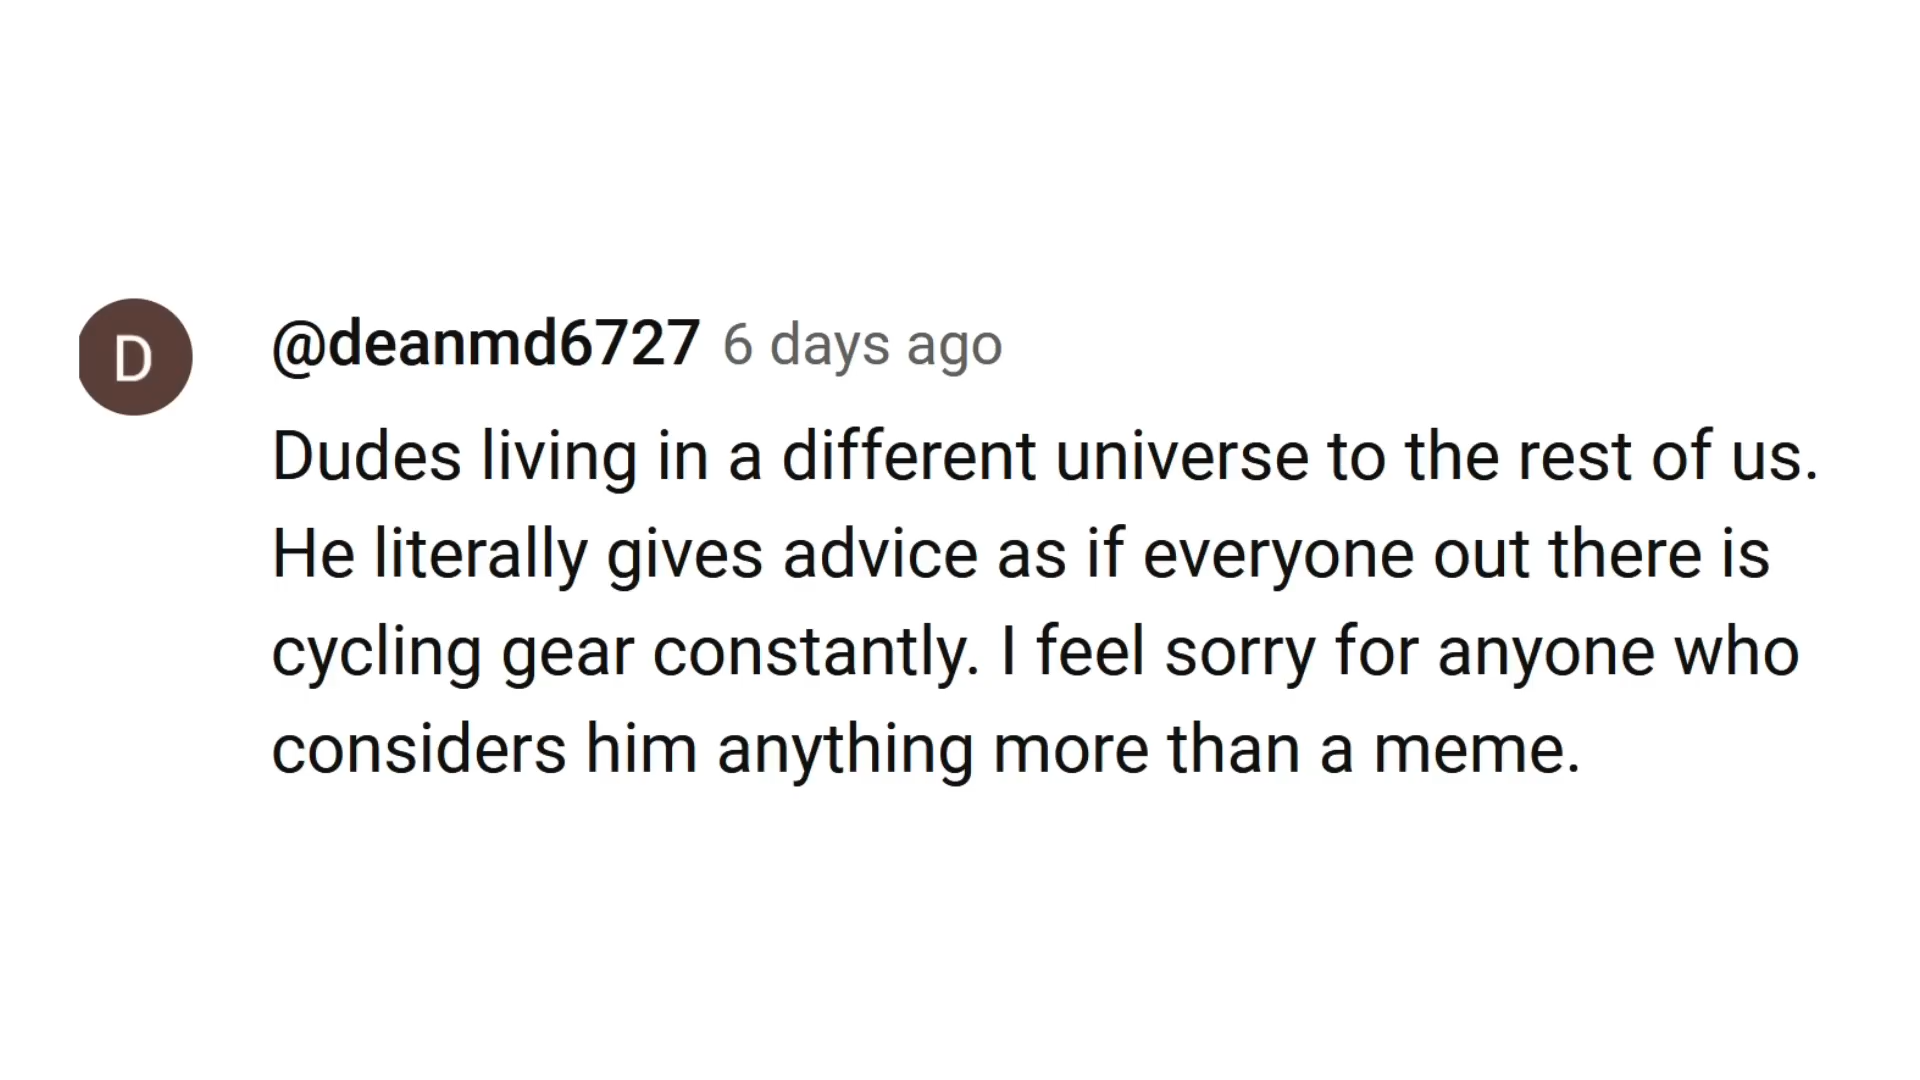 D
@deanmd6727 6 days ago
Dudes living in a different universe to the rest of us.
He literally gives advice as if everyone out there is
cycling gear constantly. I feel sorry for anyone who
considers him anything more than a meme.